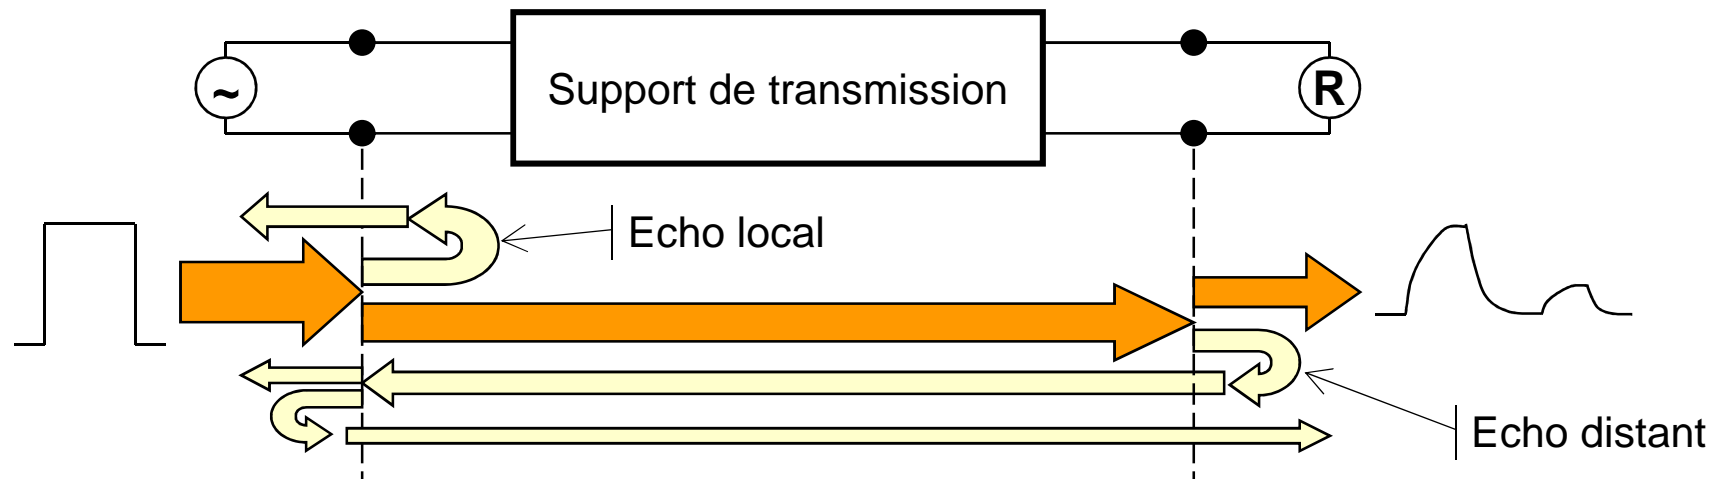 Support de transmission
~
R
Echo local
Echo distant